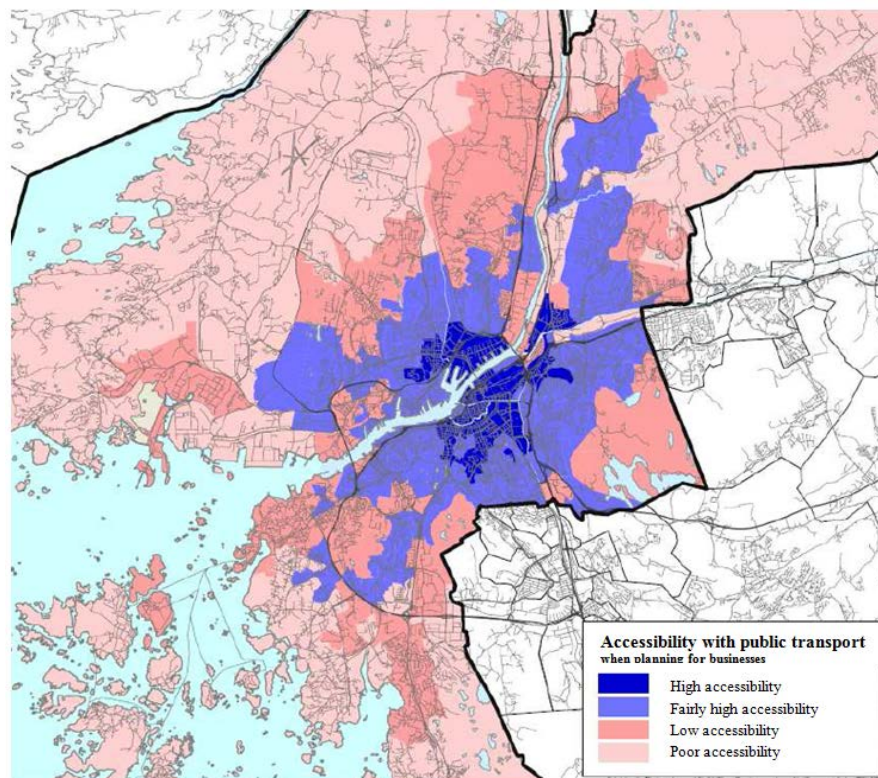 Accessibility with public transport
when planning for businesses
High accessibility
Fairly high accessibility
Low accessibility
Poor accessibility